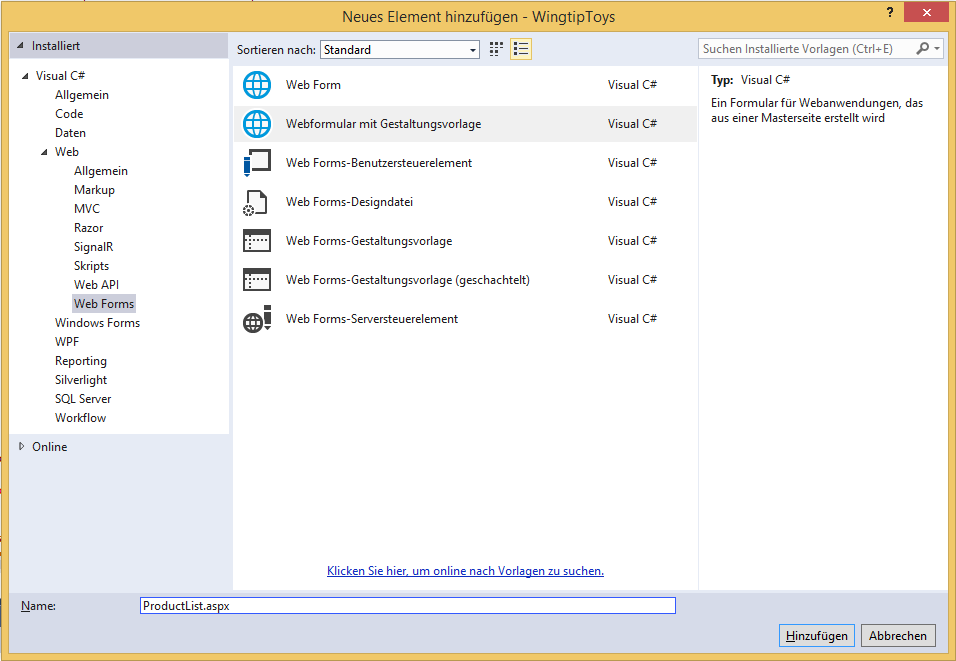 Neues Element hinzufügen - WingtipToys
?
Installiert
Visual C#
Allgemein
Code
Daten
Web
Allgemein
Markup
MVC
Razor
SignalR
Skripts
Web API
Web Forms
Windows Forms
WPF
Reporting
Silverlight
SQL Server
Workflow
Online
Sortieren nach: Standard
Web Form Visual C#
Webformular mit Gestaltungsvorlage Visual C#
Web Forms-Benutzersteuerelement Visual C#
Web Forms-Designdatei Visual C#
Web Forms-Gestaltungsvorlage Visual C#
Web Forms-Gestaltungsvorlage (geschachtelt) Visual C#
Web Forms-Serversteuerelement Visual C#
Klicken Sie hier, um online nach Vorlagen zu suchen.
Suchen Installierte Vorlagen (Ctrl+E)
Typ: Visual C#
Ein Formular für Webanwendungen, das
aus einer Masterseite erstellt wird
Name: ProductList.aspx
Hinzufügen Abbrechen